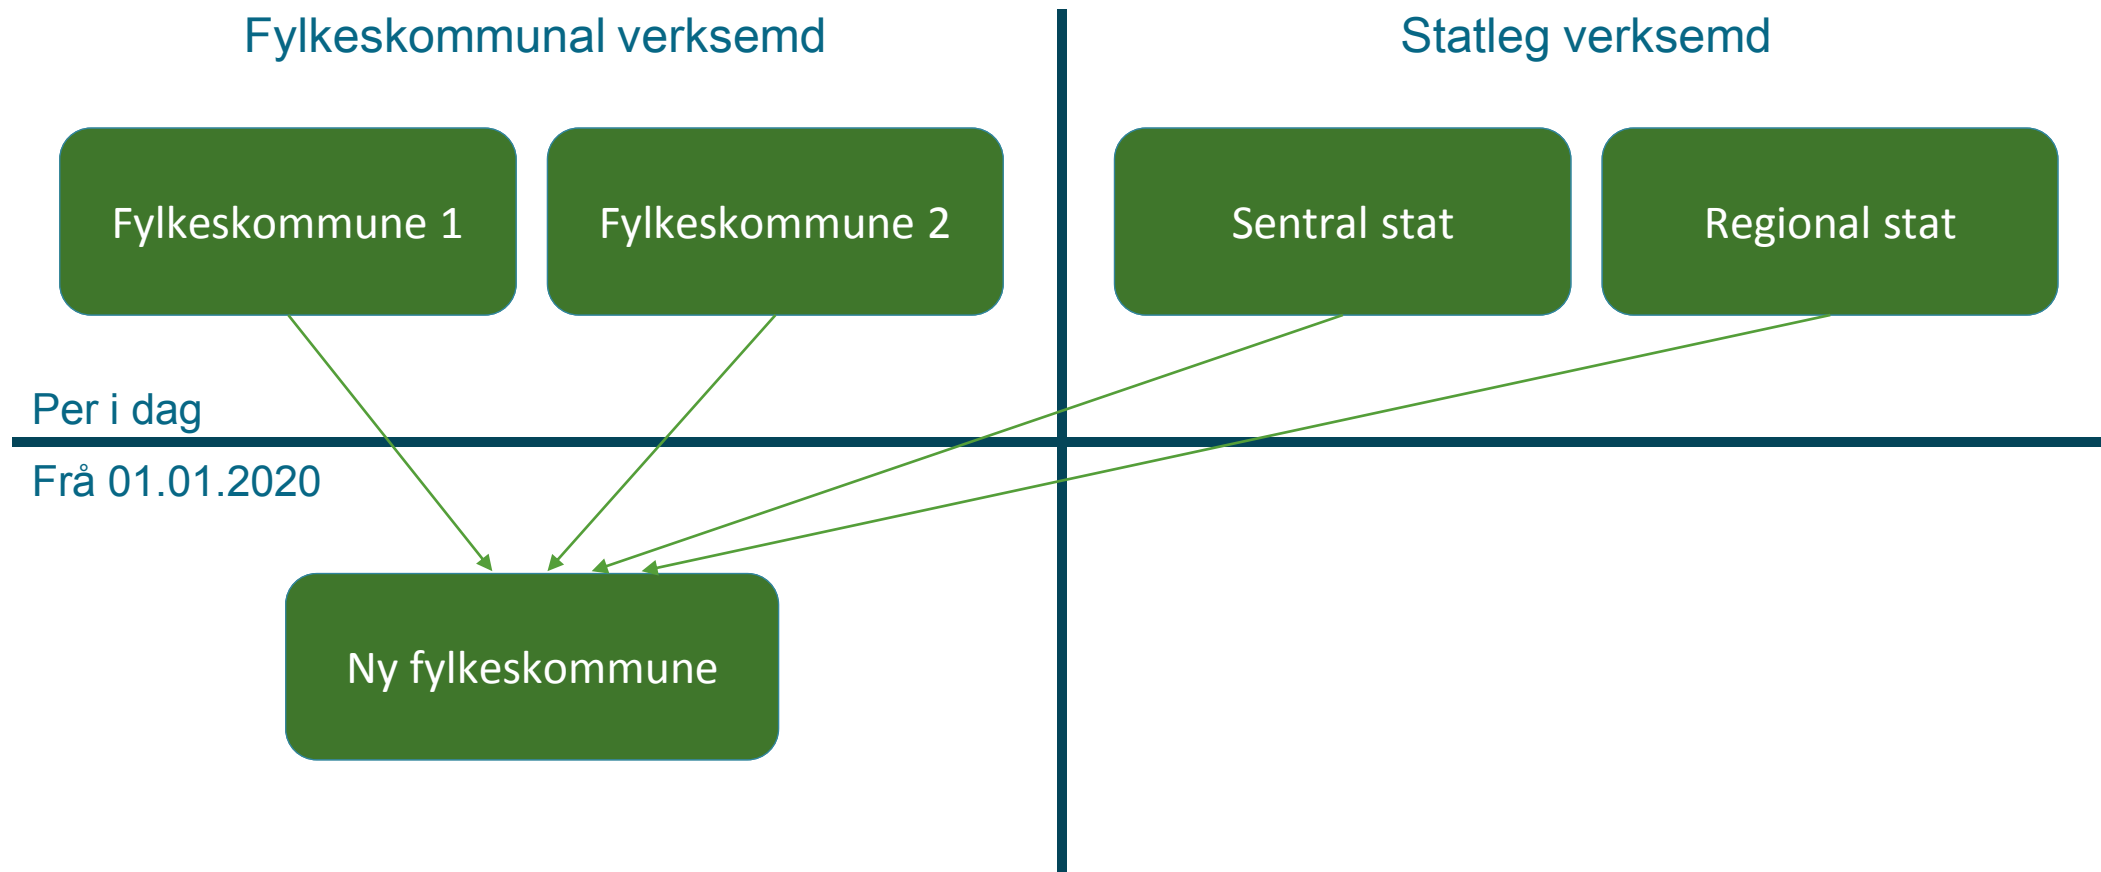 Fylkeskommunal verksemd
Statleg verksemd
Fylkeskommune 1
Fylkeskommune 2
Sentral stat
Regional stat
Per i dag
Frå 01.01.2020
Ny fylkeskommune